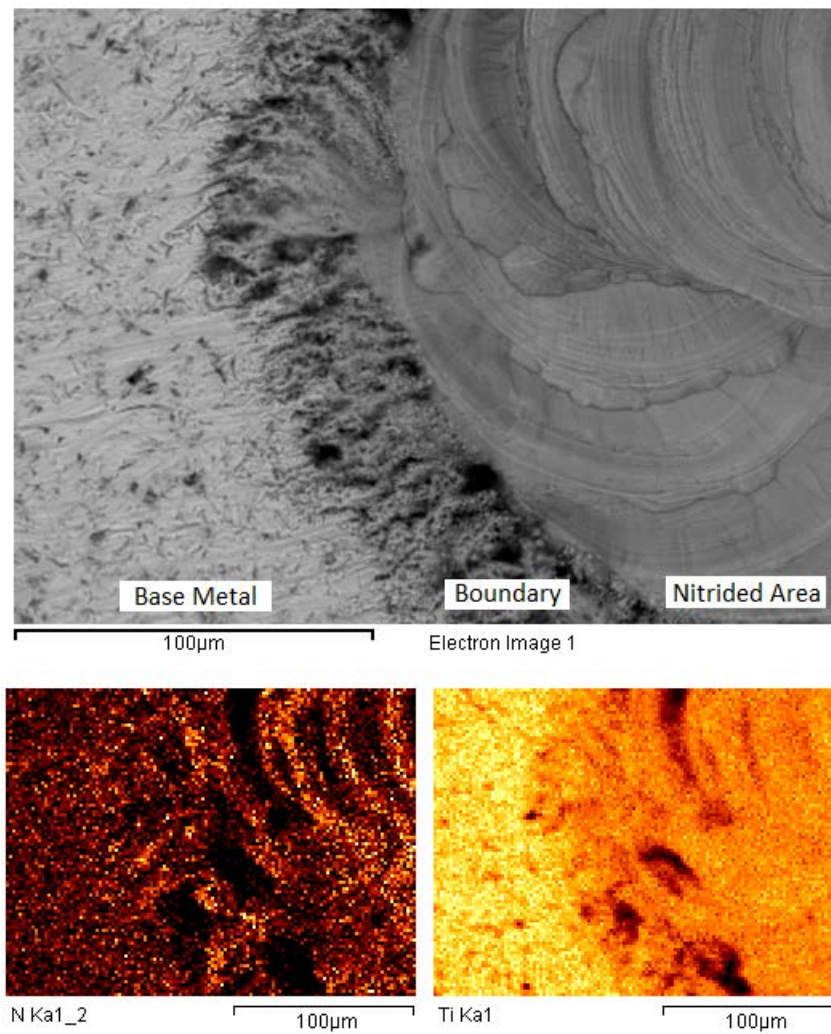 Base Metal
Boundary
Nitrided Area
100µm
Electron Image 1
N Ka1_2
100µm
Ti Ka1
100µm